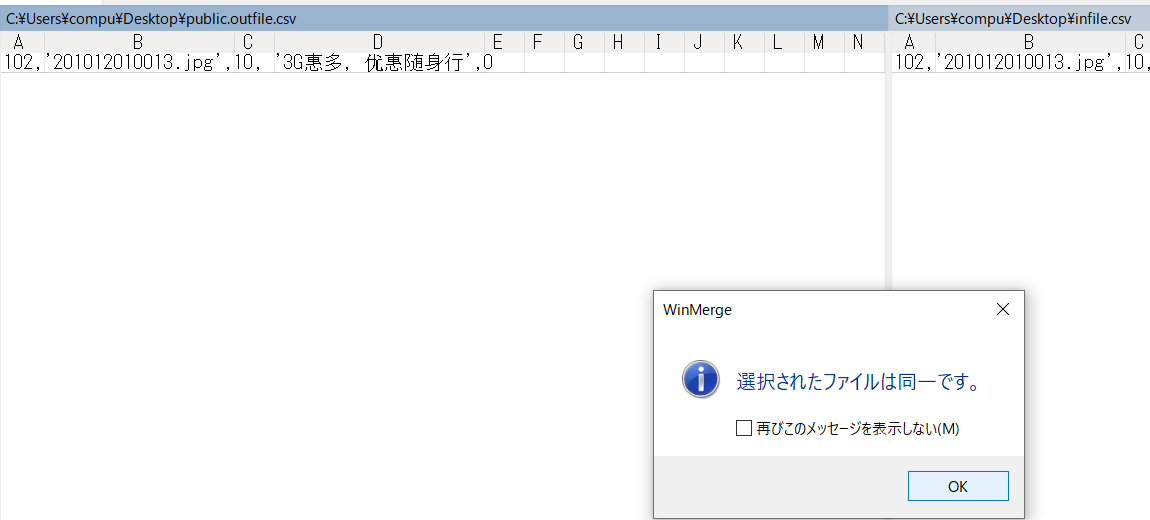 C:¥Users¥compu¥Desktop¥public.outfile.csv
C:¥Users¥compu¥Desktop¥infile.csv
A B C D E F G H I J K L M N
A B C
102,'201012010013.jpg',10, '3G惠多, 优惠随身行',0
102,'201012010013.jpg',10,
WinMerge
選択されたファイルは同一です。
再びこのメッセージを表示しない(M)
OK